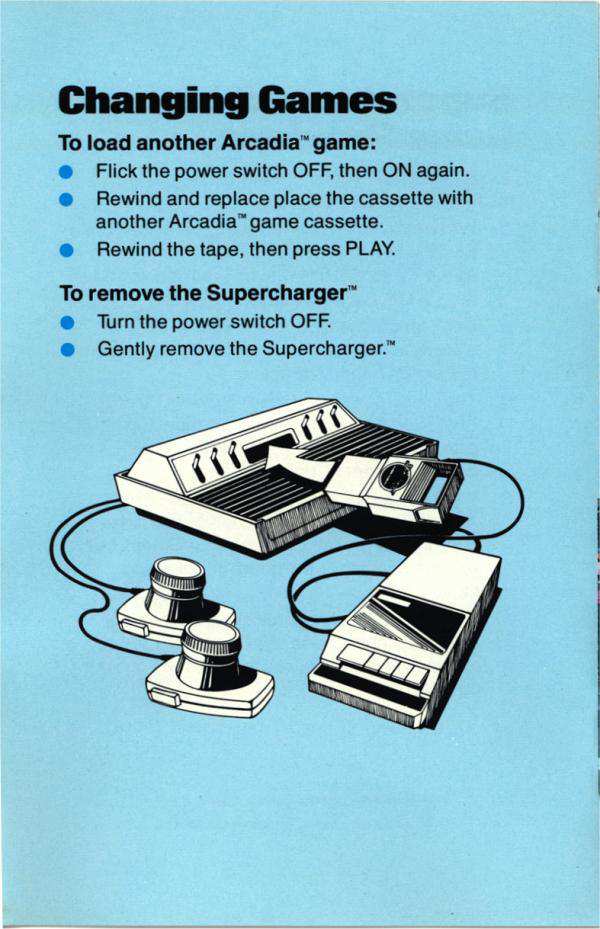 Changing Games
To load another Arcadia™ game:
● Flick the power switch OFF, then ON again.
● Rewind and replace place the cassette with
another Arcadia™ game cassette.
● Rewind the tape, then press PLAY.
To remove the Supercharger™
● Turn the power switch OFF.
● Gently remove the Supercharger.™